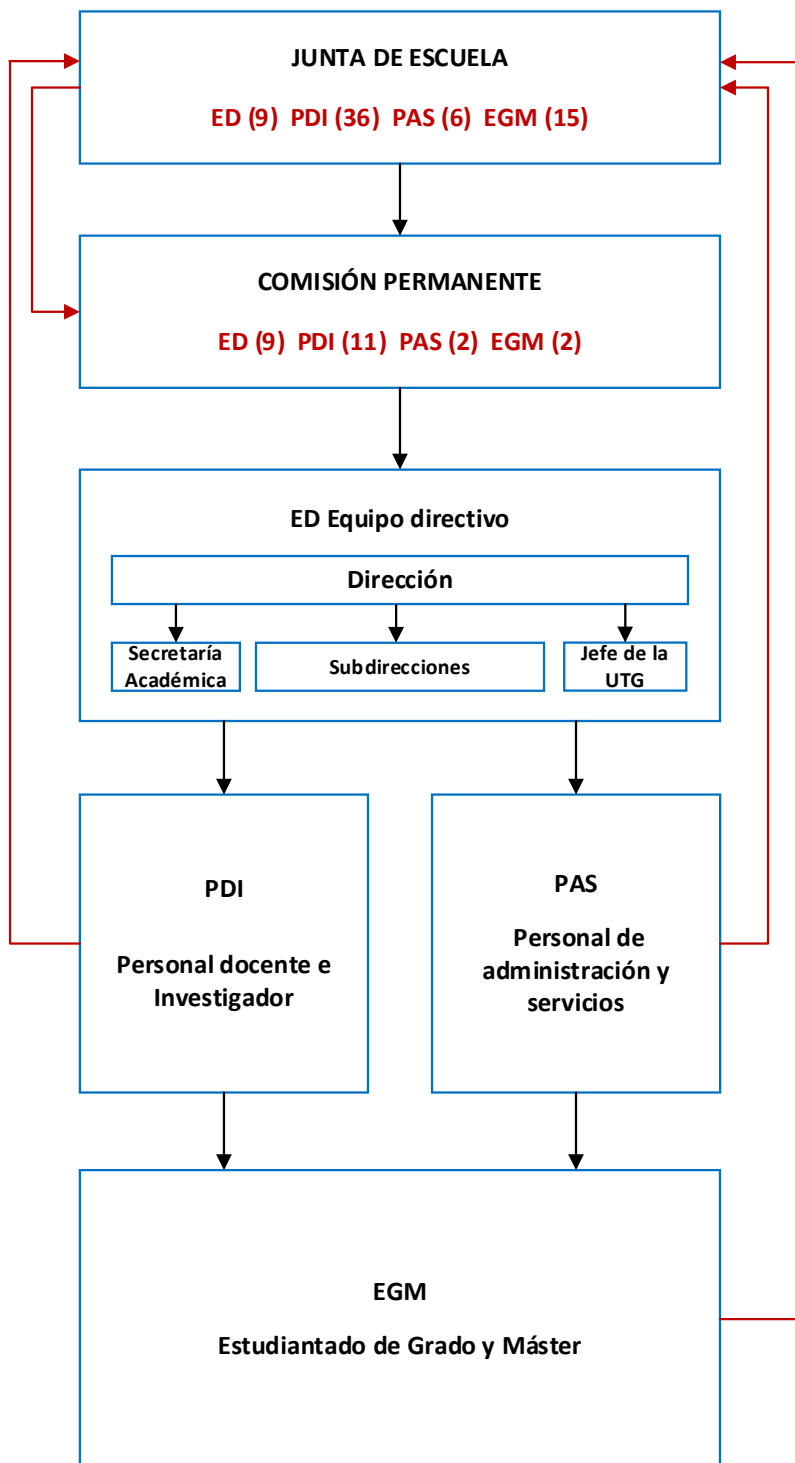 JUNTA DE ESCUELA
ED (9) PDI (36) PAS (6) EGM (15)
COMISIÓN PERMANENTE
ED (9) PDI (11) PAS (2) EGM (2)
ED Equipo directivo
Dirección
Secretaría
Académica
Subdirecciones
Jefe de la
UTG
PDI
Personal docente e
Investigador
PAS
Personal de
administración y
servicios
EGM
Estudiantado de Grado y Máster